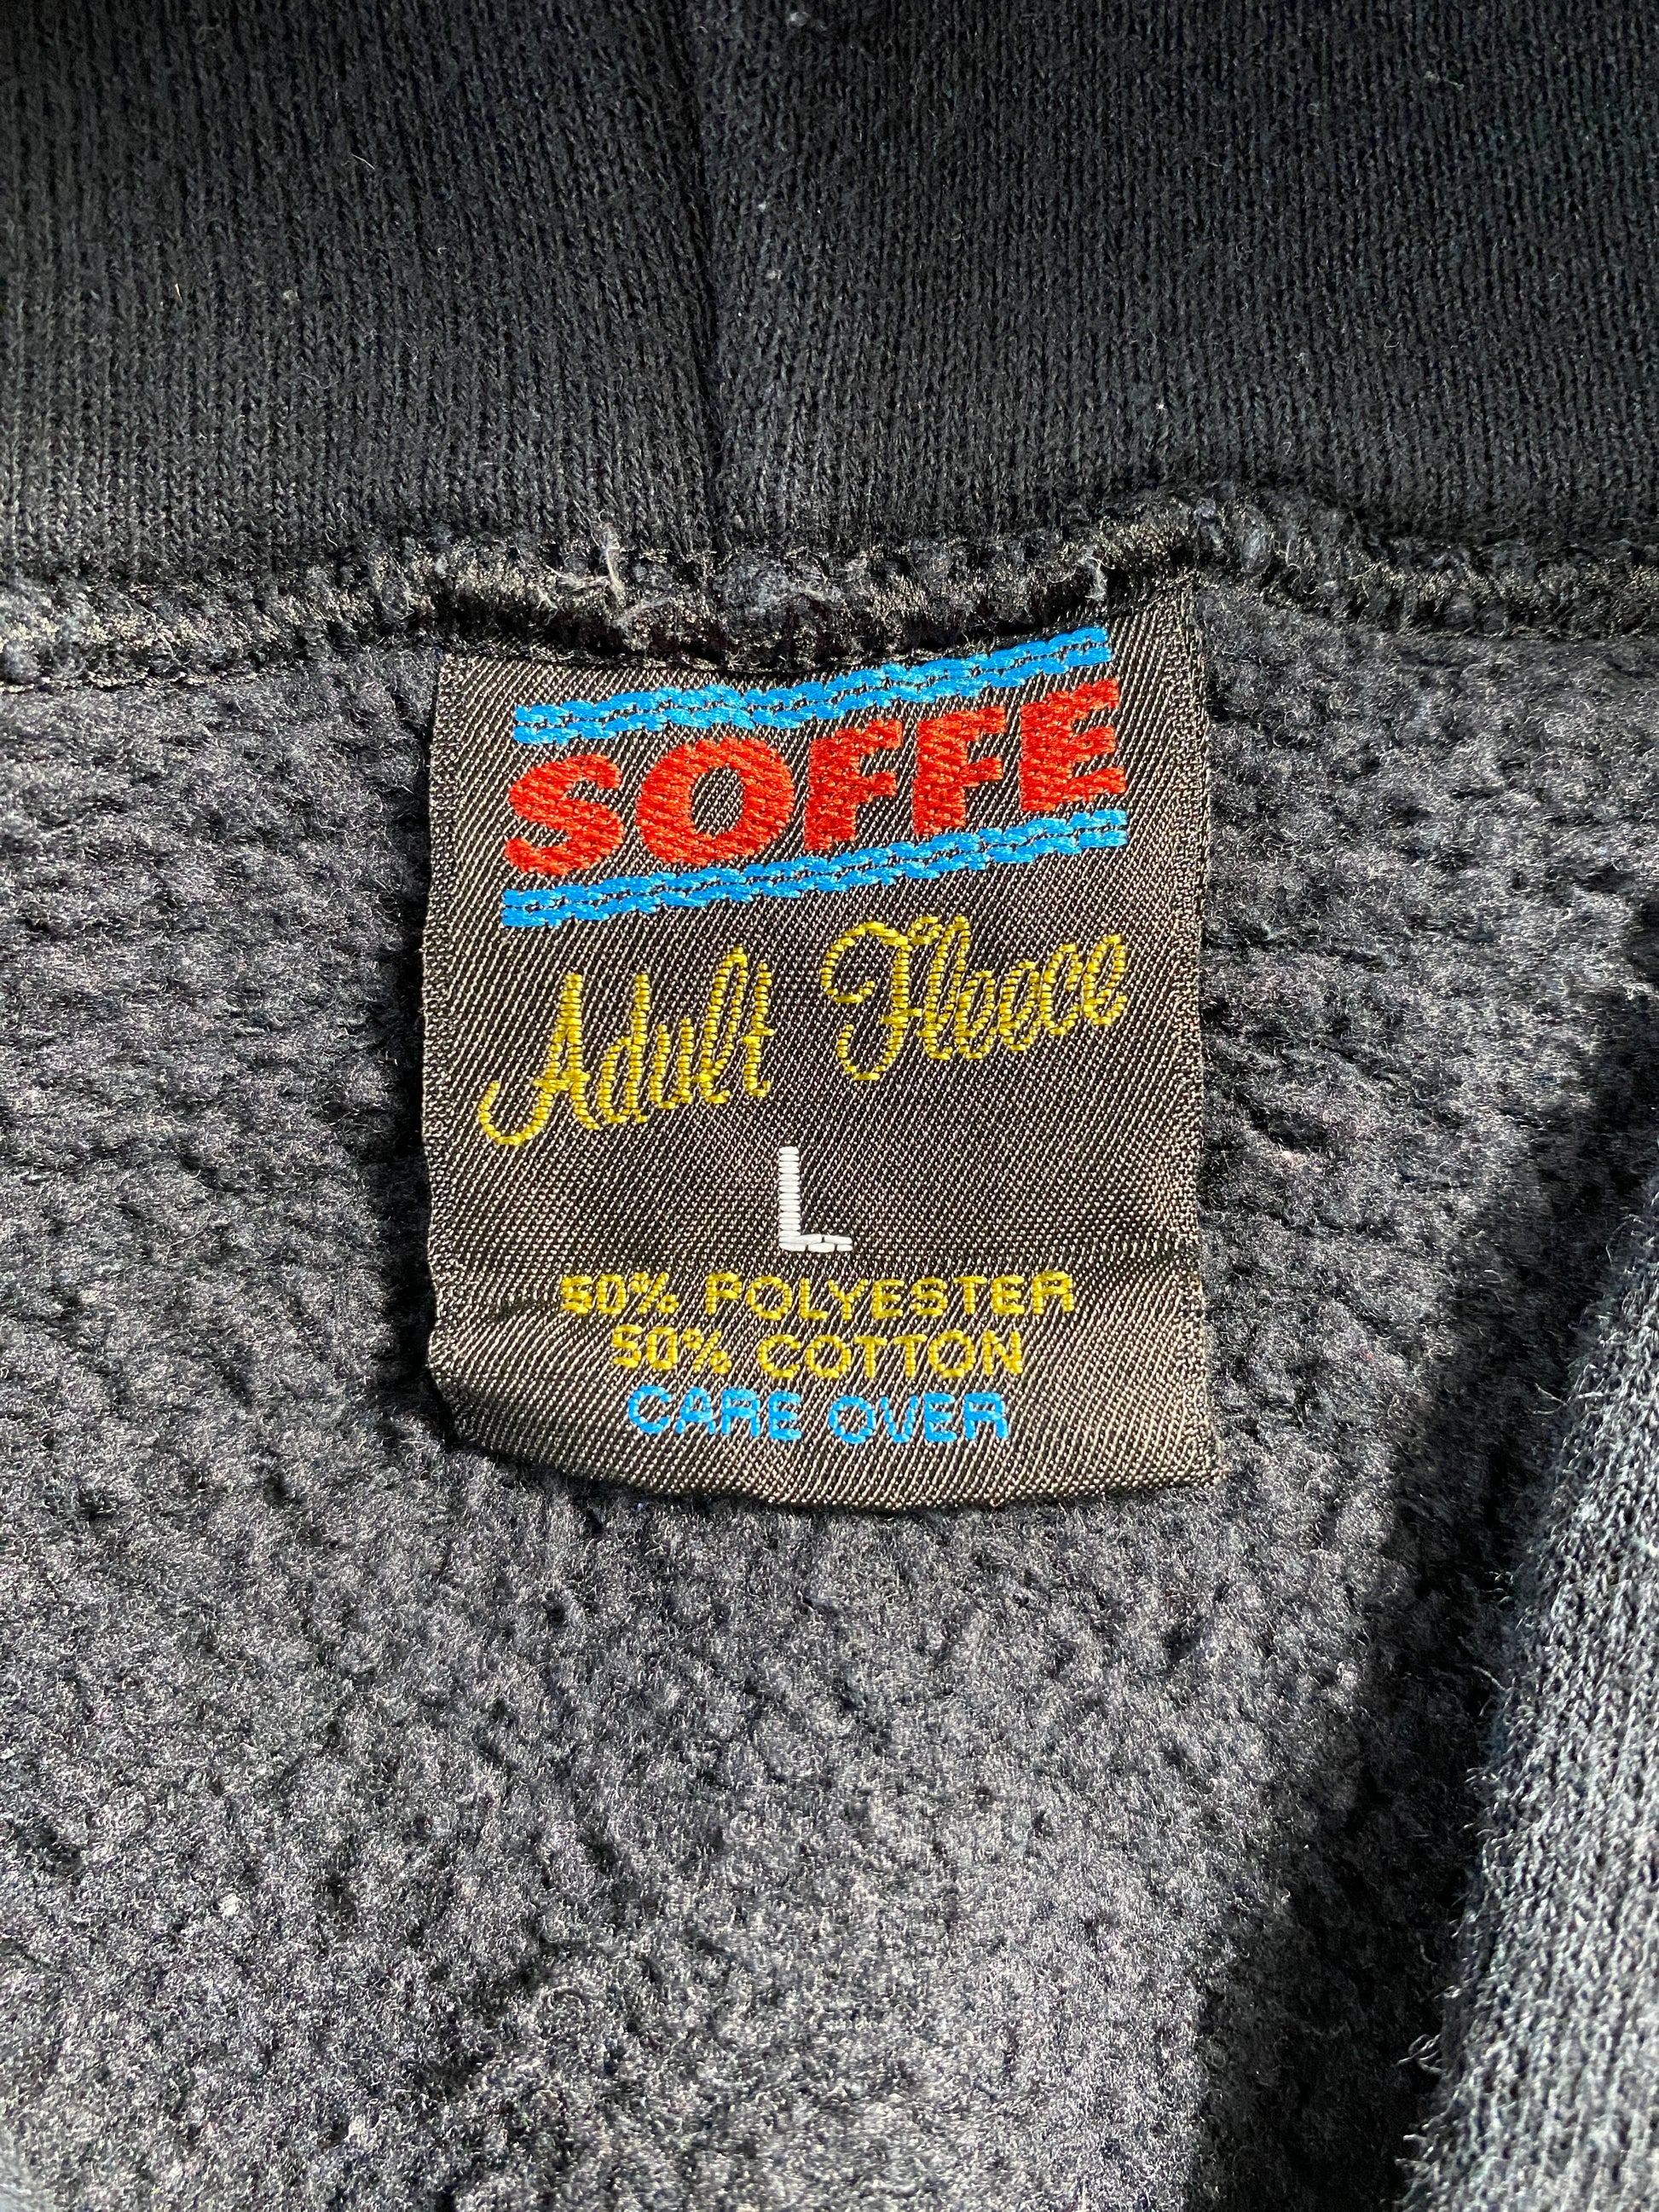 SOFFE
Adult Fleece
L
50% POLYESTER
50% COTTON
CARE OVER